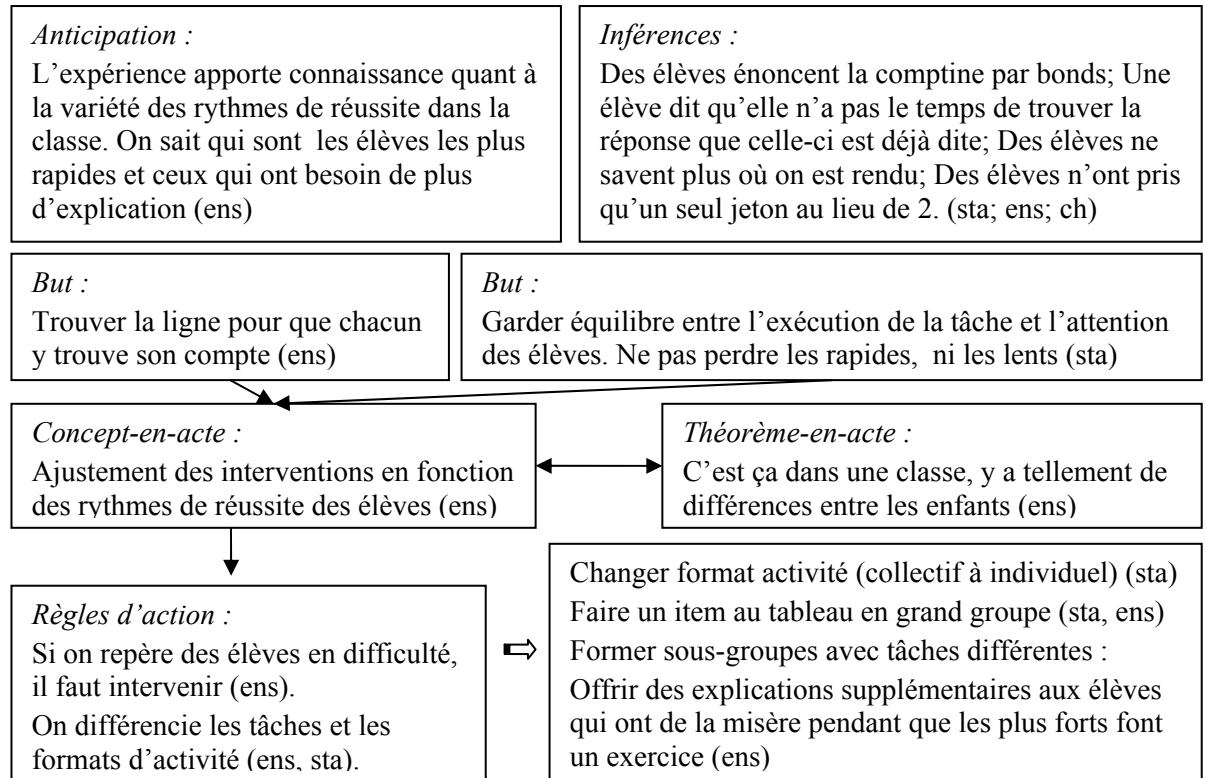 Anticipation :
L’expérience apporte connaissance quant à
la variété des rythmes de réussite dans la
classe. On sait qui sont les élèves les plus
rapides et ceux qui ont besoin de plus
d’explication (ens)
Inférences :
Des élèves énoncent la comptine par bonds; Une
élève dit qu’elle n’a pas le temps de trouver la
réponse que celle-ci est déjà dite; Des élèves ne
savent plus où on est rendu; Des élèves n’ont pris
qu’un seul jeton au lieu de 2. (sta; ens; ch)
But :
Trouver la ligne pour que chacun
y trouve son compte (ens)
But :
Garder équilibre entre l’exécution de la tâche et l’attention
des élèves. Ne pas perdre les rapides, ni les lents (sta)
Concept-en-acte :
Ajustement des interventions en fonction
des rythmes de réussite des élèves (ens)
Théorème-en-acte :
C’est ça dans une classe, y a tellement de
différences entre les enfants (ens)
Règles d’action :
Si on repère des élèves en difficulté,
il faut intervenir (ens).
On différencie les tâches et les
formats d’activité (ens, sta).
Changer format activité (collectif à individuel) (sta)
Faire un item au tableau en grand groupe (sta, ens)
Former sous-groupes avec tâches différentes :
Offrir des explications supplémentaires aux élèves
qui ont de la misère pendant que les plus forts font
un exercice (ens)